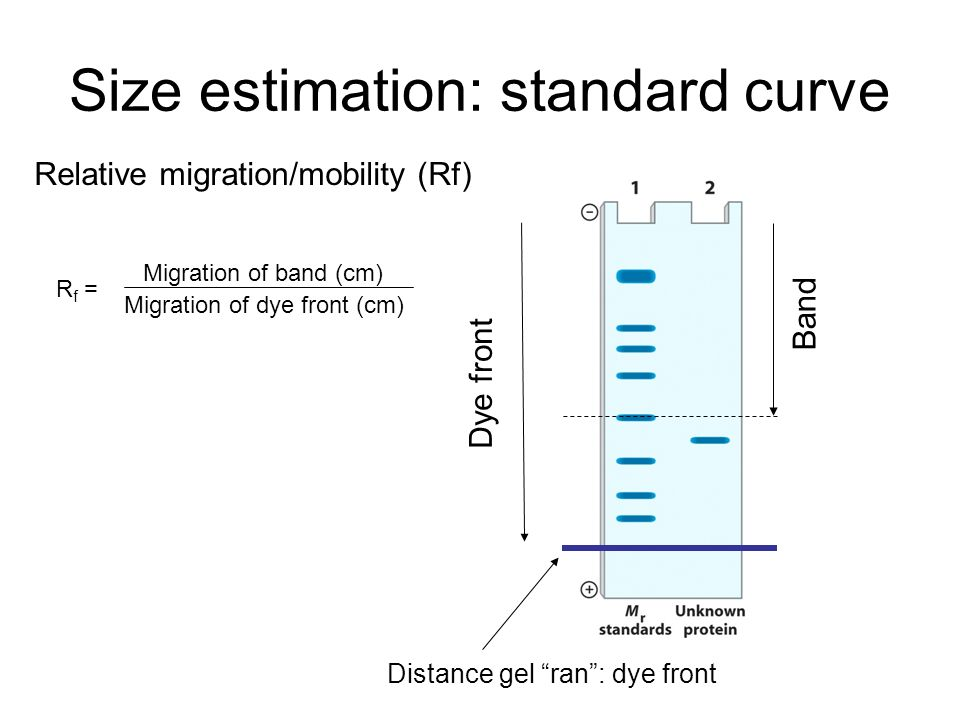 Size estimation: standard curve
Relative migration/mobility (Rf)
Rf =
Migration of band (cm)
Migration of dye front (cm)
1 2
−
Dye front
Band
+
Mr standards
Unknown protein
Distance gel “ran”: dye front